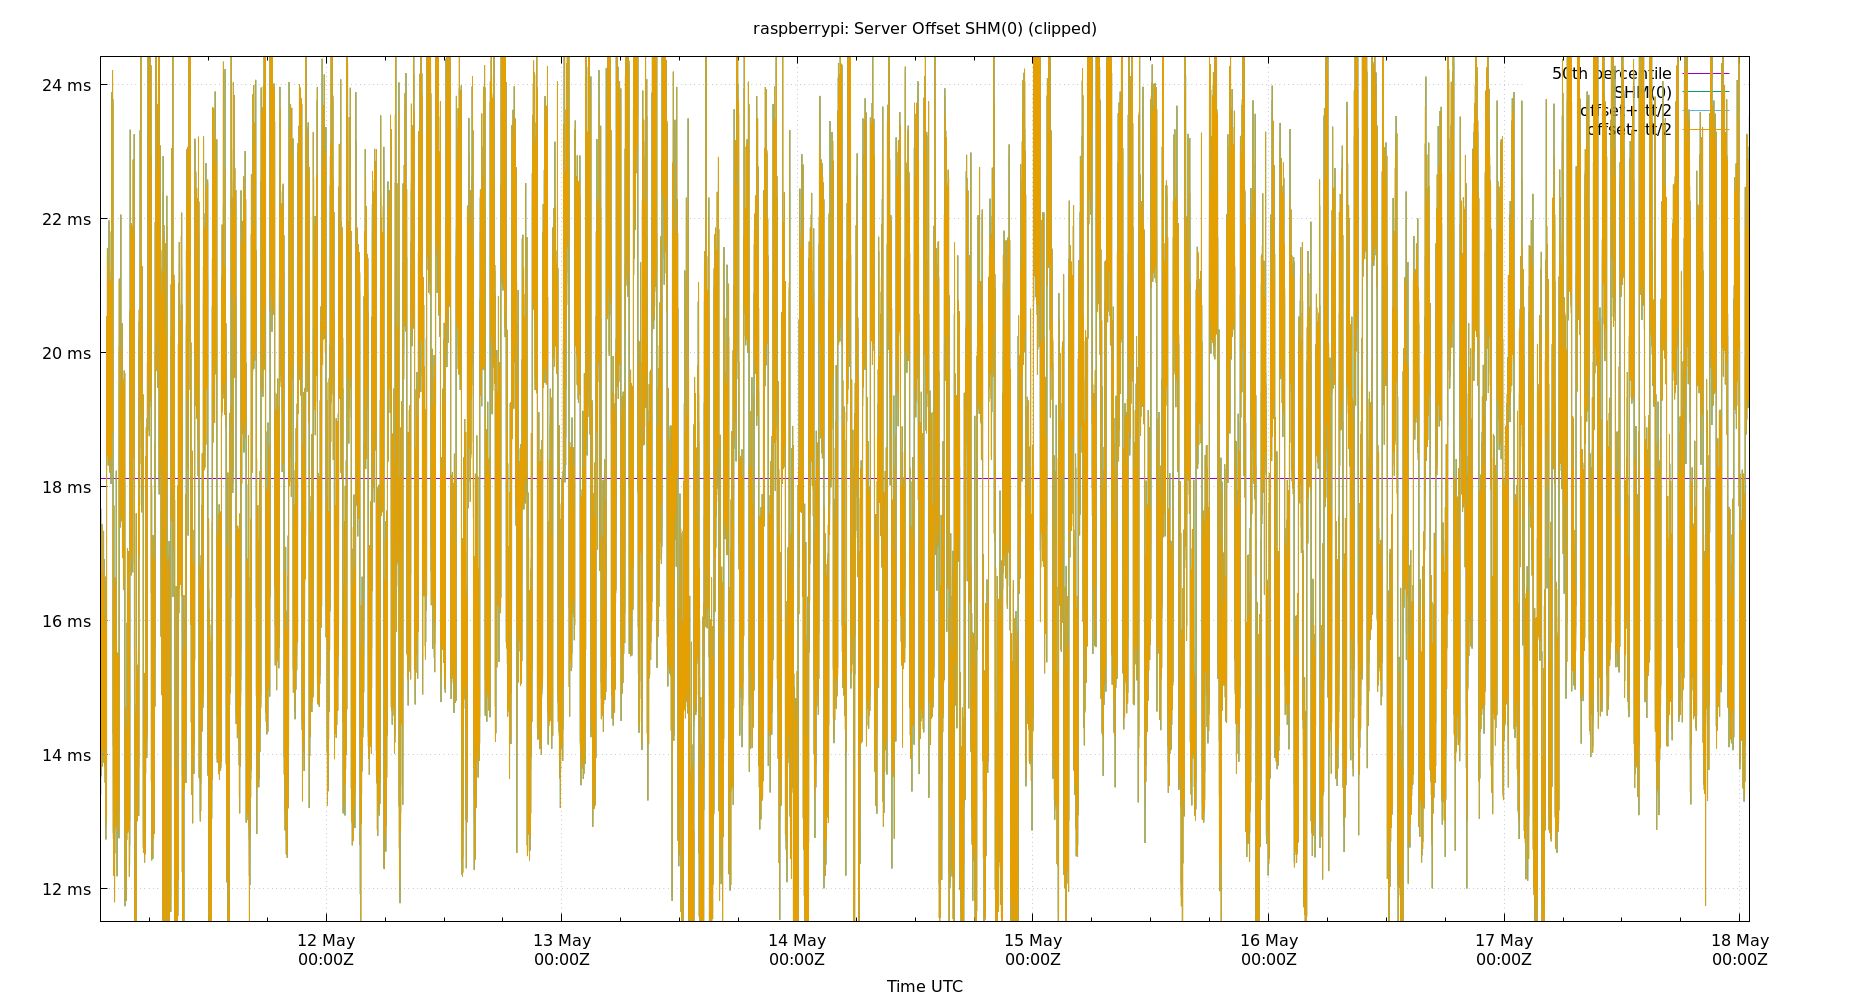 raspberrypi: Server Offset SHM(0) (clipped)
50th percentile
SHM(0)
offset+rtt/2
offset-rtt/2
24 ms
22 ms
20 ms
18 ms
16 ms
14 ms
12 ms
12 May 13 May 14 May 15 May 16 May 17 May 18 May
00:00Z 00:00Z 00:00Z 00:00Z 00:00Z 00:00Z 00:00Z
Time UTC